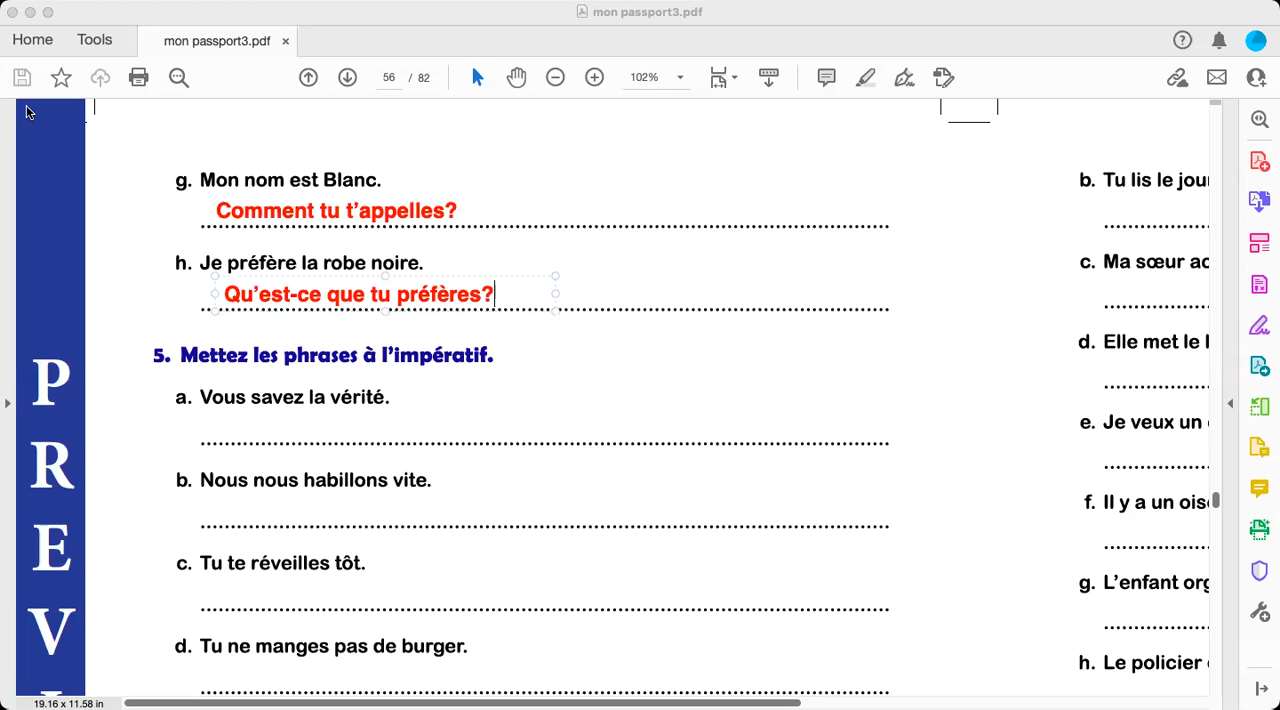 mon passport3.pdf
Home Tools mon passport3.pdf ×
56 / 82 102%
g. Mon nom est Blanc.
Comment tu t’appelles?
h. Je préfère la robe noire.
Qu’est-ce que tu préfères?
5. Mettez les phrases à l’impératif.
a. Vous savez la vérité.
b. Nous nous habillons vite.
c. Tu te réveilles tôt.
d. Tu ne manges pas de burger.
b. Tu lis le jou
c. Ma sœur ac
d. Elle met le
e. Je veux un
f. Il y a un ois
g. L’enfant org
h. Le policier
P
R
E
V
19.16 x 11.58 in